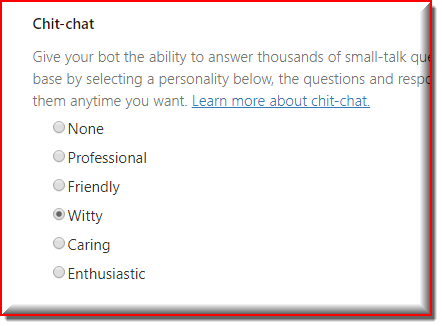 Chit-chat
Give your bot the ability to answer thousands of small-talk que
base by selecting a personality below, the questions and respo
them anytime you want. Learn more about chit-chat.
None
Professional
Friendly
Witty
Caring
Enthusiastic